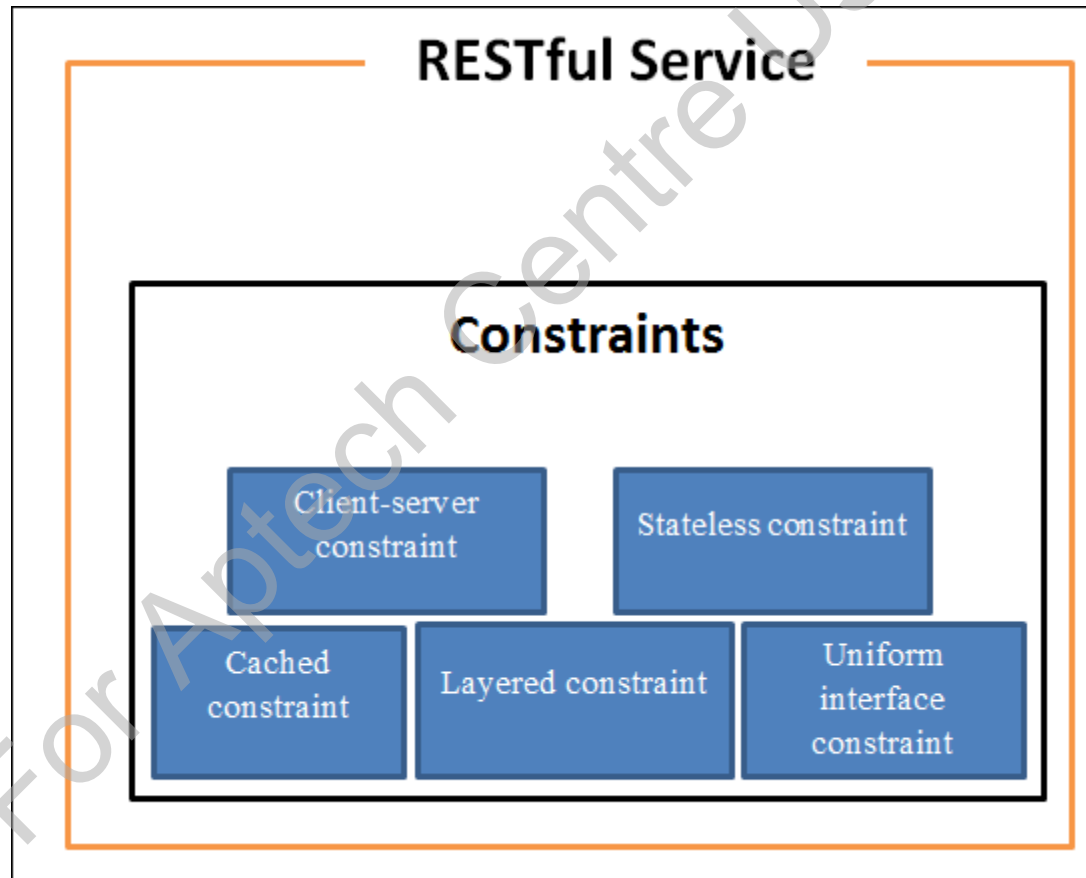 RESTful Service
Constraints
Client-server
constraint
Stateless constraint
Cached
constraint
Layered constraint
Uniform
interface
constraint
For Aptech Centre